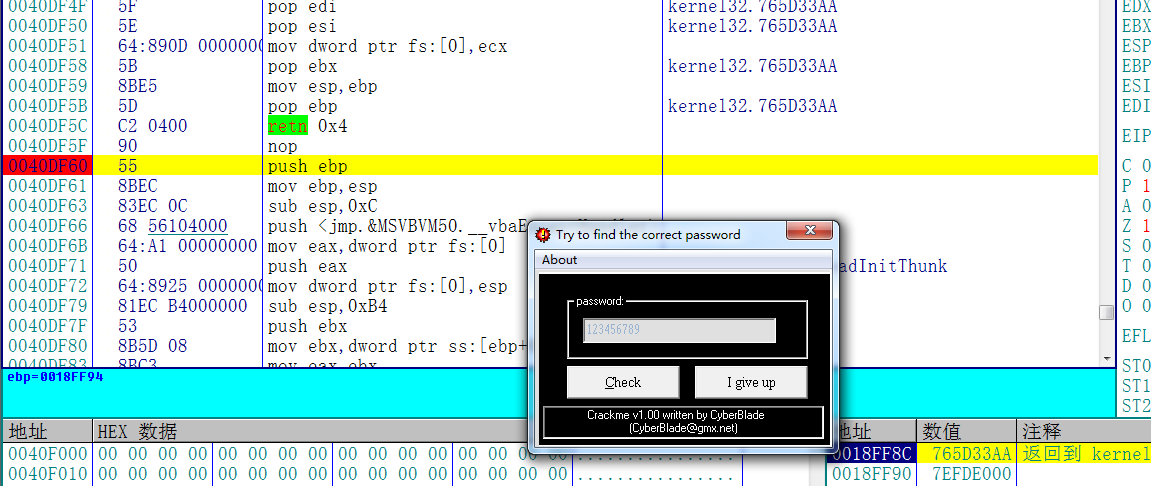 0040DF4F 5F pop edi kernel32.765D33AA
0040DF50 5E pop esi kernel32.765D33AA
0040DF51 64:890D 0000000 mov dword ptr fs:[0],ecx
0040DF58 5B pop ebx kernel32.765D33AA
0040DF59 8BE5 mov esp,ebp
0040DF5B 5D pop ebp kernel32.765D33AA
0040DF5C C2 0400 retn 0x4
0040DF5F 90 nop
0040DF60 55 push ebp
0040DF61 8BEC mov ebp,esp
0040DF63 83EC 0C sub esp,0xC
0040DF66 68 56104000 push <jmp.&MSVBVM50.__vba
0040DF6B 64:A1 00000000 mov eax,dword ptr fs:[0]
0040DF71 50 push eax adInitThunk
0040DF72 64:8925 0000000 mov dword ptr fs:[0],esp
0040DF79 81EC B4000000 sub esp,0xB4
0040DF7F 53 push ebx
0040DF80 8B5D 08 mov ebx,dword ptr ss:[ebp+
0040DF83 8BC3 mov eax,ebx
ebp=0018FF94
地址 HEX 数据
0040F000 00 00 00 00 00 00 00 00 00 00 00 00 00 00 00 00 ................
0040F010 00 00 00 00 00 00 00 00 00 00 00 00 00 00 00 00 ................
Try to find the correct password
About
password:
123456789
Check I give up
Crackme v1.00 written by CyberBlade
(CyberBlade@gmx.net)
地址 数值 注释
0018FF8C 765D33AA 返回到 kernel
0018FF90 7EFDE000
EDX
EBX
ESP
EBP
ESI
EDI
EIP
C 0
P 1
A 0
Z 1
S 0
T 0
D 0
O 0
EFL
ST0
ST1
ST2